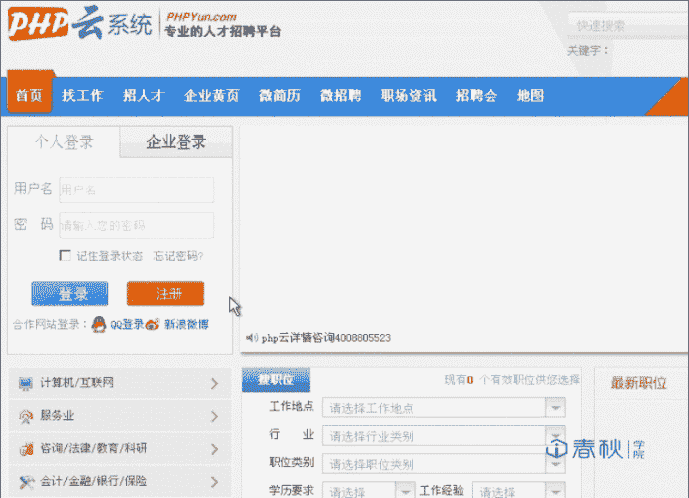 PHP云系统
PHPYun.com
专业的人才招聘平台
快速搜索
关键字：
首页 找工作 招人才 企业黄页 微简历 微招聘 职场资讯 招聘会 地图
个人登录 企业登录
用户名 用户名
密 码 请输入您的密码
记住登录状态 忘记密码?
登录 注册
合作网站登录： QQ登录 新浪微博
php云详情咨询4008805523
计算机/互联网
服务业
咨询/法律/教育/科研
会计/金融/银行/保险
搜职位 现有0 个有效职位供您选择
工作地点 请选择工作地点
行 业 请选择行业类别
职位类别 请选择职位类别
学历要求 请选择 工作经验 请选择
最新职位
春秋学院